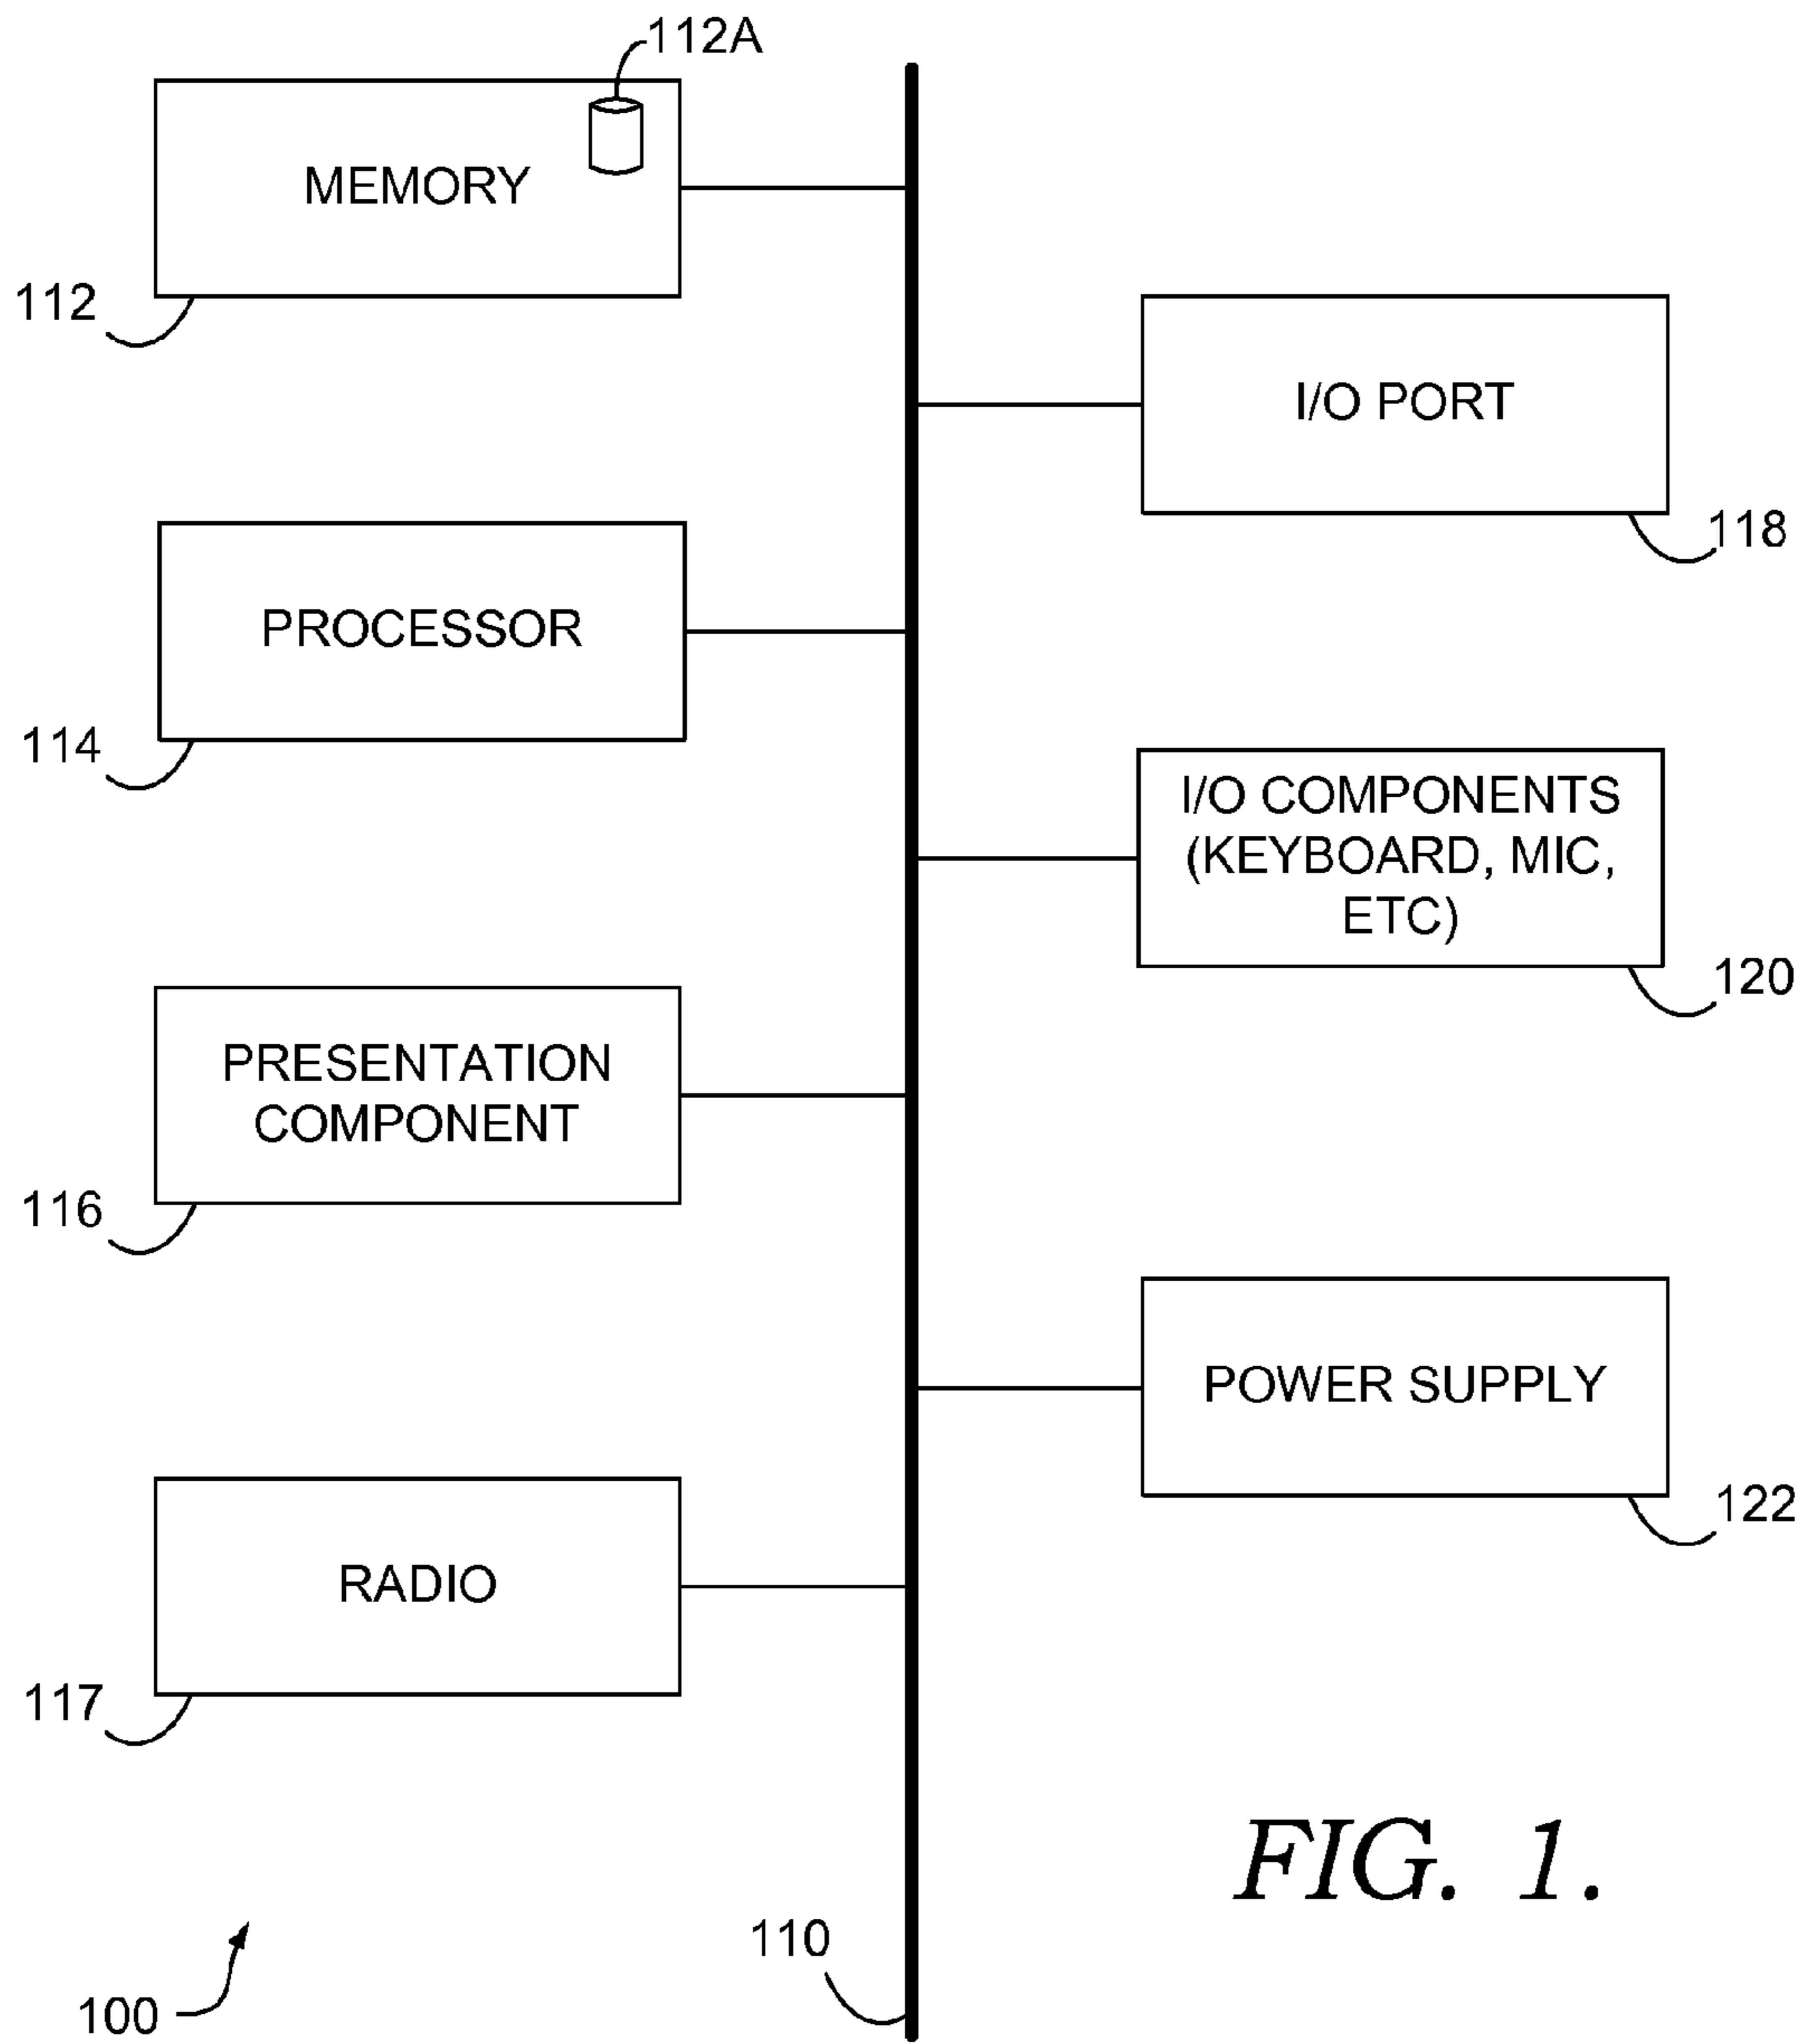 112A
MEMORY
112
I/O PORT
118
PROCESSOR
114
I/O COMPONENTS
(KEYBOARD, MIC,
ETC)
120
PRESENTATION
COMPONENT
116
POWER SUPPLY
122
RADIO
117
FIG. 1.
110
100